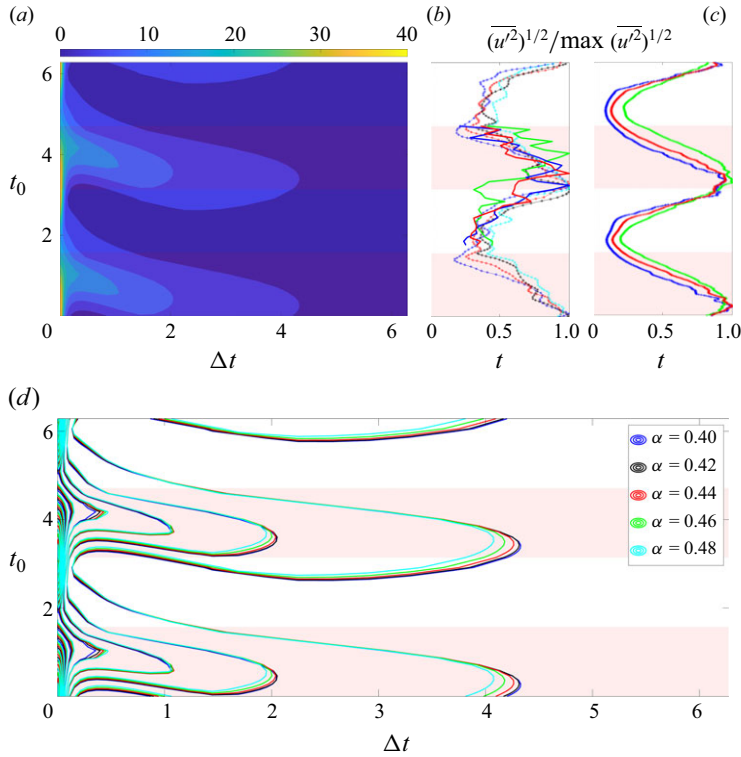 (a)
0 10 20 30 40
(b)
(u′²)^{1/2}/max (u′²)^{1/2}
(c)
6
4
t₀
2
0 2 4 6
Δt
0 0.5 1.0
t
0 0.5 1.0
t
(d)
6
4
t₀
2
0 1 2 3 4 5 6
Δt
α = 0.40
α = 0.42
α = 0.44
α = 0.46
α = 0.48